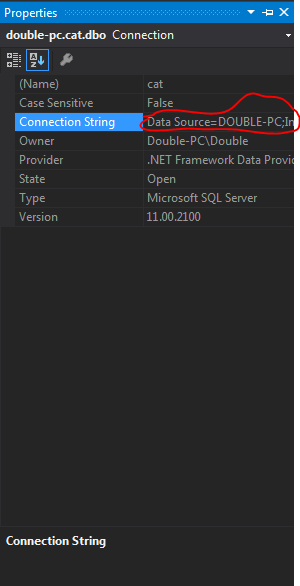 Properties
double-pc.cat.dbo Connection
(Name) cat
Case Sensitive False
Connection String Data Source=DOUBLE-PC;In
Owner Double-PC\Double
Provider .NET Framework Data Provid
State Open
Type Microsoft SQL Server
Version 11.00.2100
Connection String